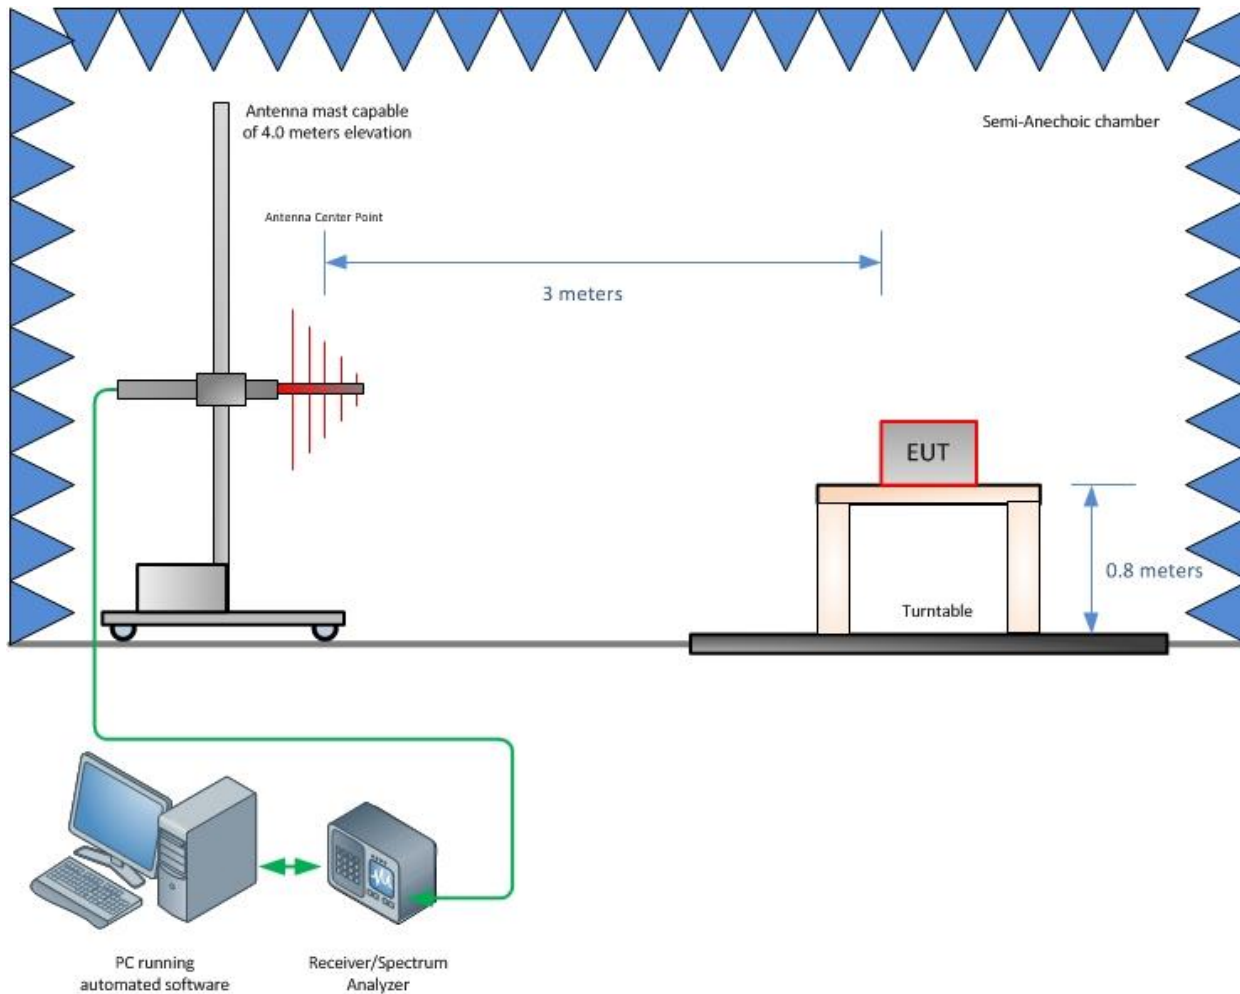 Antenna mast capable
of 4.0 meters elevation
Semi-Anechoic chamber
Antenna Center Point
3 meters
EUT
0.8 meters
Turntable
PC running
automated software
Receiver/Spectrum
Analyzer